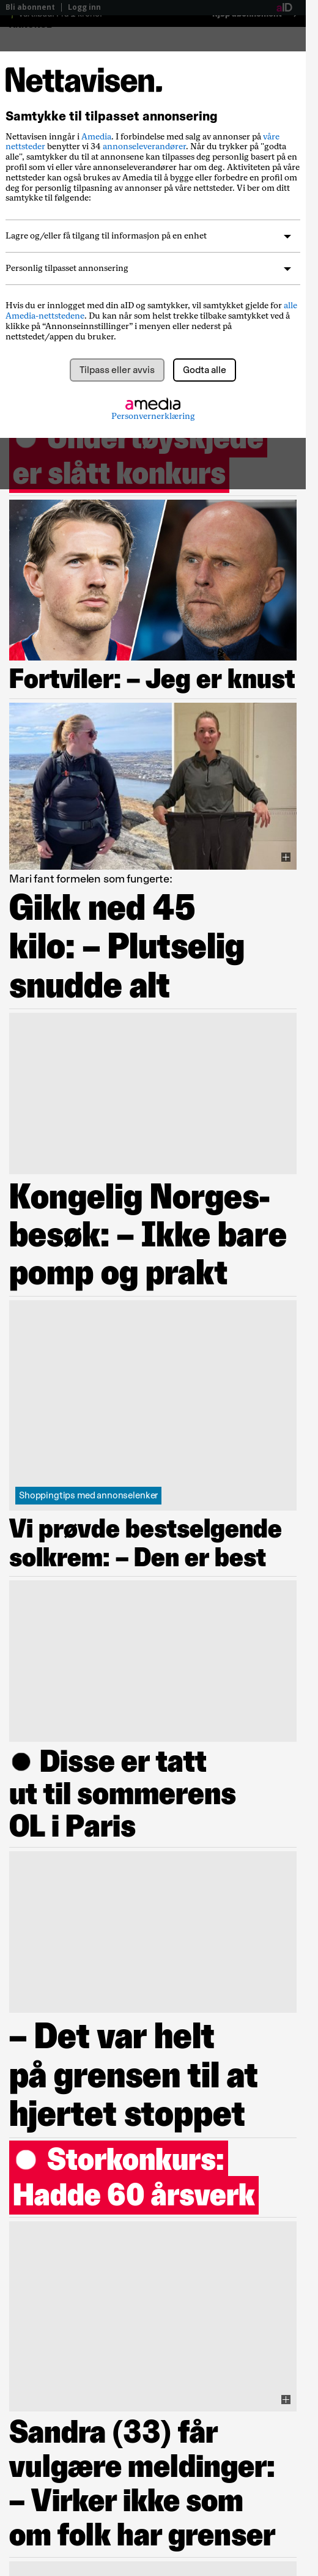 Bli abonnent | Logg inn
aID
Nettavisen.
Samtykke til tilpasset annonsering
Nettavisen inngår i Amedia. I forbindelse med salg av annonser på våre
nettsteder benytter vi 34 annonseleverandører. Når du trykker på "godta
alle", samtykker du til at annonsene kan tilpasses deg personlig basert på en
profil som vi eller våre annonseleverandører har om deg. Aktiviteten på våre
nettsteder kan også brukes av Amedia til å bygge eller forbedre en profil om
deg for personlig tilpasning av annonser på våre nettsteder. Vi ber om ditt
samtykke til følgende:
Lagre og/eller få tilgang til informasjon på en enhet
Personlig tilpasset annonsering
Hvis du er innlogget med din aID og samtykker, vil samtykket gjelde for alle
Amedia-nettstedene. Du kan når som helst trekke tilbake samtykket ved å
klikke på “Annonseinnstillinger” i menyen eller nederst på
nettstedet/appen du bruker.
Tilpass eller avvis
Godta alle
amedia
Personvernerklæring
● Undertøyskjede
er slått konkurs
Fortviler: – Jeg er knust
Mari fant formelen som fungerte:
Gikk ned 45
kilo: – Plutselig
snudde alt
Kongelig Norges-
besøk: – Ikke bare
pomp og prakt
Shoppingtips med annonselenker
Vi prøvde bestselgende
solkrem: – Den er best
● Disse er tatt
ut til sommerens
OL i Paris
– Det var helt
på grensen til at
hjertet stoppet
● Storkonkurs:
Hadde 60 årsverk
Sandra (33) får
vulgære meldinger:
– Virker ikke som
om folk har grenser